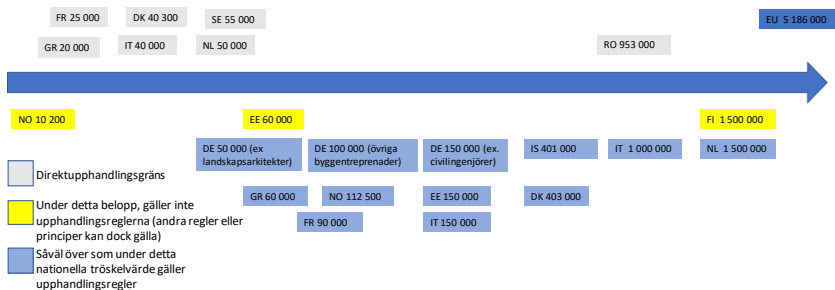 FR 25 000
DK 40 300
SE 55 000
EU 5 186 000
GR 20 000
IT 40 000
NL 50 000
RO 953 000
NO 10 200
EE 60 000
FI 1 500 000
DE 50 000 (ex
landskapsarkitekter)
DE 100 000 (övriga
byggentreprenader)
DE 150 000 (ex.
civilingenjörer)
IS 401 000
IT 1 000 000
NL 1 500 000
GR 60 000
NO 112 500
EE 150 000
DK 403 000
FR 90 000
IT 150 000
Direktupphandlingsgräns
Under detta belopp, gäller inte
upphandlingsreglerna (andra regler eller
principer kan dock gälla)
Såväl över som under detta
nationella tröskelvärde gäller
upphandlingsregler